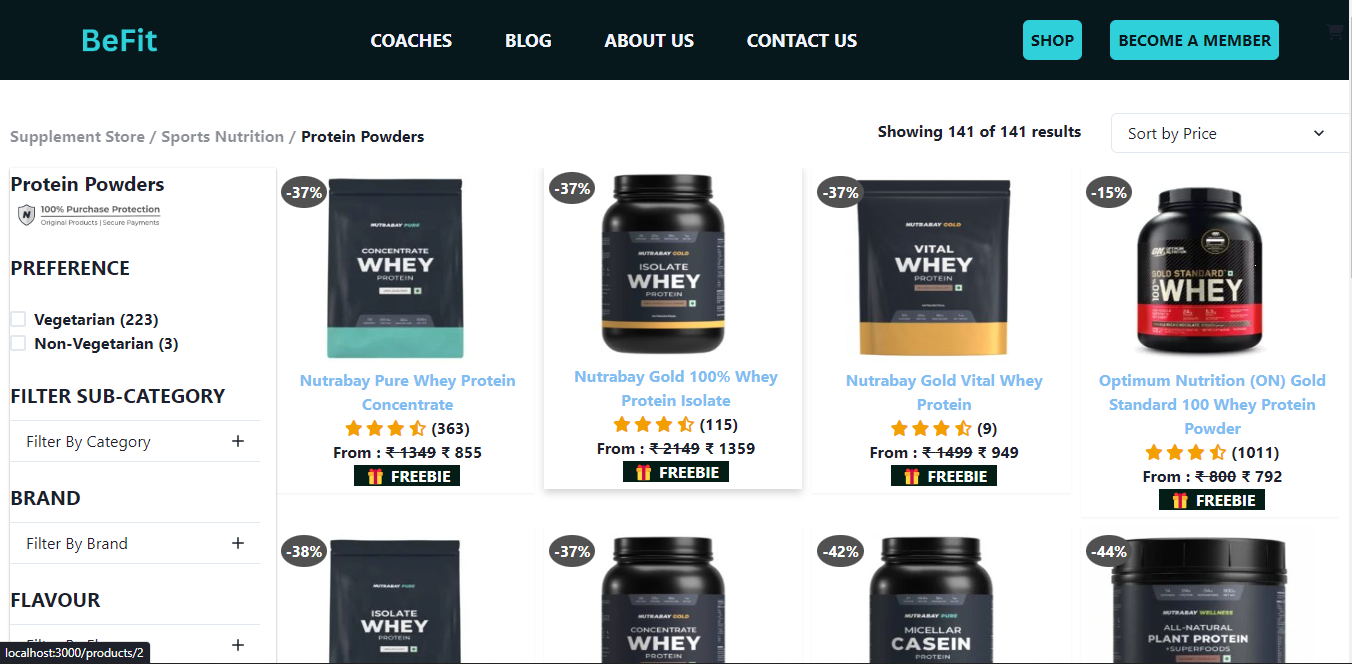 BeFit
COACHES
BLOG
ABOUT US
CONTACT US
SHOP
BECOME A MEMBER
Supplement Store / Sports Nutrition / Protein Powders
Showing 141 of 141 results
Sort by Price
Protein Powders
100% Purchase Protection
Original Products | Secure Payments
PREFERENCE
Vegetarian (223)
Non-Vegetarian (3)
FILTER SUB-CATEGORY
Filter By Category
BRAND
Filter By Brand
FLAVOUR
localhost:3000/products/2
-37%
NUTRABAY PURE
CONCENTRATE
WHEY
PROTEIN
Nutrabay Pure Whey Protein
Concentrate
(363)
From : ₹ 1349 ₹ 855
FREEBIE
-37%
NUTRABAY GOLD
ISOLATE
WHEY
PROTEIN
Nutrabay Gold 100% Whey
Protein Isolate
(115)
From : ₹ 2149 ₹ 1359
FREEBIE
-37%
NUTRABAY GOLD
VITAL
WHEY
PROTEIN
Nutrabay Gold Vital Whey
Protein
(9)
From : ₹ 1499 ₹ 949
FREEBIE
-15%
ON OPTIMUM
NUTRITION
GOLD STANDARD
100% WHEY
Optimum Nutrition (ON) Gold
Standard 100 Whey Protein
Powder
(1011)
From : ₹ 800 ₹ 792
FREEBIE
-38%
NUTRABAY PURE
ISOLATE
WHEY
PROTEIN
-37%
NUTRABAY GOLD
CONCENTRATE
WHEY
PROTEIN
-42%
NUTRABAY PURE
MICELLAR
CASEIN
PROTEIN
-44%
NUTRABAY WELLNESS
ALL-NATURAL
PLANT PROTEIN
+SUPERFOODS